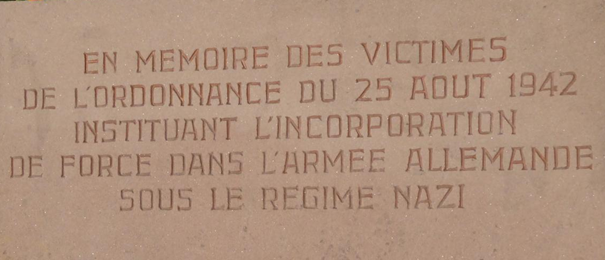 EN MEMOIRE DES VICTIMES
DE L'ORDONNANCE DU 25 AOUT 1942
INSTITUANT L'INCORPORATION
DE FORCE DANS L'ARMEE ALLEMANDE
SOUS LE REGIME NAZI